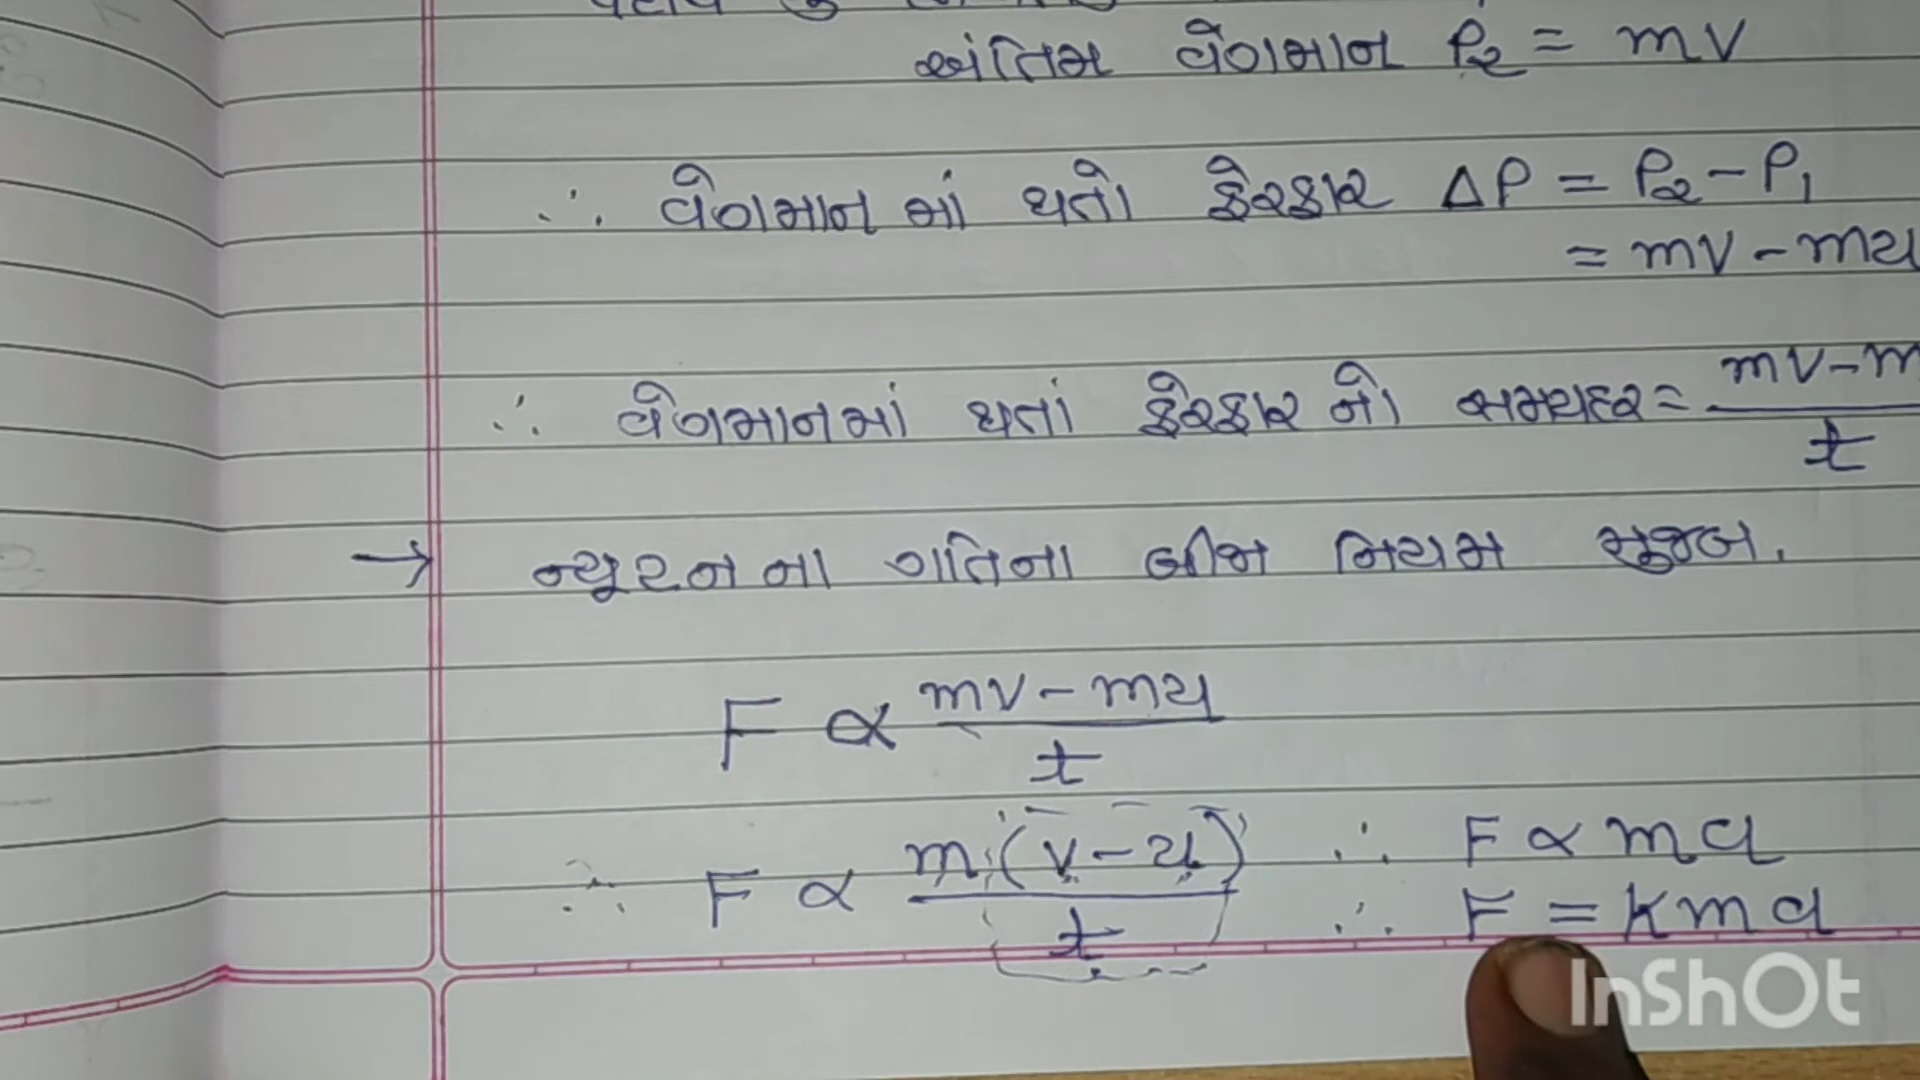 અંતિમ વેગમાન P₂ = mv
∴ વેગમાન માં થતો ફેરફાર ΔP = P₂ - P₁
= mv - mu
∴ વેગમાનમાં થતાં ફેરફાર નો સમયદર = mv - m / t
→ ન્યૂટન ના ગતિના બીજા નિયમ મુજબ.
F ∝ mv - mu / t
∴ F ∝ m(v - u) / t ∴ F ∝ ma
∴ F = kma
InShOt